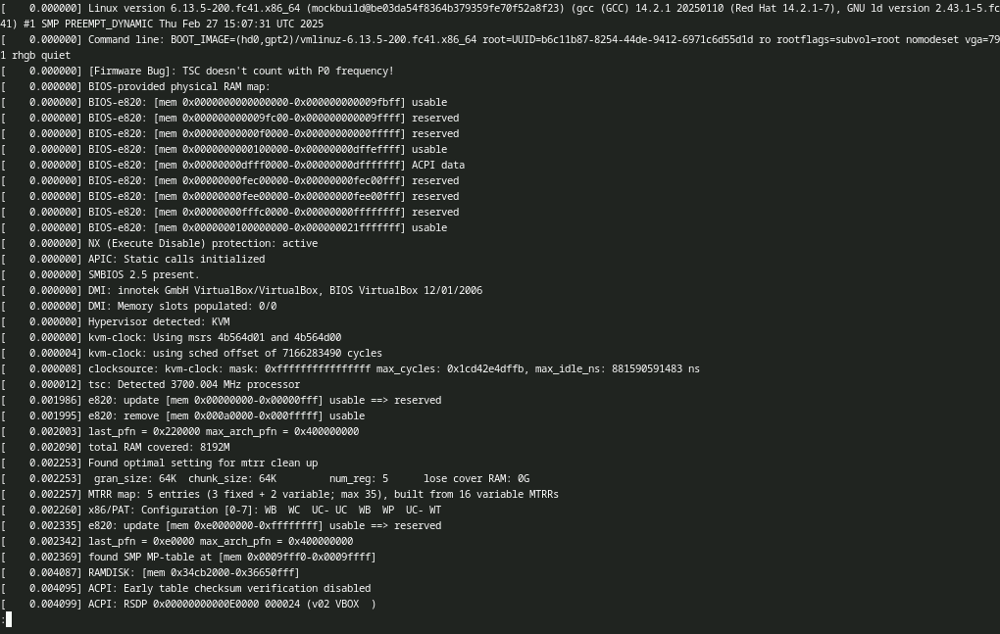 [    0.000000] Linux version 6.13.5-200.fc41.x86_64 (mockbuild@be03da54f8364b379359fe70f52a8f23) (gcc (GCC) 14.2.1 20250110 (Red Hat 14.2.1-7), GNU ld version 2.43.1-5.fc
41) #1 SMP PREEMPT_DYNAMIC Thu Feb 27 15:07:31 UTC 2025
[    0.000000] Command line: BOOT_IMAGE=(hd0,gpt2)/vmlinuz-6.13.5-200.fc41.x86_64 root=UUID=b6c11b87-8254-44de-9412-6971c6d55d1d ro rootflags=subvol=root nomodeset vga=79
1 rhgb quiet
[    0.000000] [Firmware Bug]: TSC doesn't count with P0 frequency!
[    0.000000] BIOS-provided physical RAM map:
[    0.000000] BIOS-e820: [mem 0x0000000000000000-0x000000000009fbff] usable
[    0.000000] BIOS-e820: [mem 0x000000000009fc00-0x000000000009ffff] reserved
[    0.000000] BIOS-e820: [mem 0x00000000000f0000-0x00000000000fffff] reserved
[    0.000000] BIOS-e820: [mem 0x0000000000100000-0x00000000dffeffff] usable
[    0.000000] BIOS-e820: [mem 0x00000000dfff0000-0x00000000dfffffff] ACPI data
[    0.000000] BIOS-e820: [mem 0x00000000fec00000-0x00000000fec00fff] reserved
[    0.000000] BIOS-e820: [mem 0x00000000fee00000-0x00000000fee00fff] reserved
[    0.000000] BIOS-e820: [mem 0x00000000fffc0000-0x00000000ffffffff] reserved
[    0.000000] BIOS-e820: [mem 0x0000000100000000-0x000000021fffffff] usable
[    0.000000] NX (Execute Disable) protection: active
[    0.000000] APIC: Static calls initialized
[    0.000000] SMBIOS 2.5 present.
[    0.000000] DMI: innotek GmbH VirtualBox/VirtualBox, BIOS VirtualBox 12/01/2006
[    0.000000] DMI: Memory slots populated: 0/0
[    0.000000] Hypervisor detected: KVM
[    0.000000] kvm-clock: Using msrs 4b564d01 and 4b564d00
[    0.000004] kvm-clock: using sched offset of 7166283490 cycles
[    0.000008] clocksource: kvm-clock: mask: 0xffffffffffffffff max_cycles: 0x1cd42e4dffb, max_idle_ns: 881590591483 ns
[    0.000012] tsc: Detected 3700.004 MHz processor
[    0.001986] e820: update [mem 0x00000000-0x00000fff] usable ==> reserved
[    0.001995] e820: remove [mem 0x000a0000-0x000fffff] usable
[    0.002003] last_pfn = 0x220000 max_arch_pfn = 0x400000000
[    0.002090] total RAM covered: 8192M
[    0.002253] Found optimal setting for mtrr clean up
[    0.002253]  gran_size: 64K  chunk_size: 64K         num_reg: 5      lose cover RAM: 0G
[    0.002257] MTRR map: 5 entries (3 fixed + 2 variable; max 35), built from 16 variable MTRRs
[    0.002260] x86/PAT: Configuration [0-7]: WB  WC  UC- UC  WB  WP  UC- WT
[    0.002335] e820: update [mem 0xe0000000-0xffffffff] usable ==> reserved
[    0.002342] last_pfn = 0xe0000 max_arch_pfn = 0x400000000
[    0.002369] found SMP MP-table at [mem 0x0009fff0-0x0009ffff]
[    0.004087] RAMDISK: [mem 0x34cb2000-0x36650fff]
[    0.004095] ACPI: Early table checksum verification disabled
[    0.004099] ACPI: RSDP 0x00000000000E0000 000024 (v02 VBOX  )
: